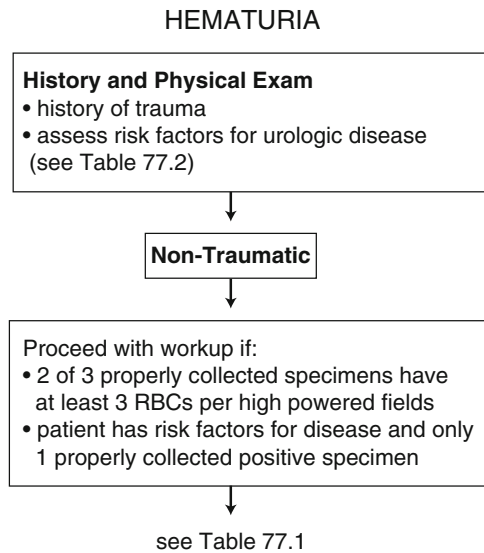 HEMATURIA
History and Physical Exam
• history of trauma
• assess risk factors for urologic disease
(see Table 77.2)
Non-Traumatic
Proceed with workup if:
• 2 of 3 properly collected specimens have
at least 3 RBCs per high powered fields
• patient has risk factors for disease and only
1 properly collected positive specimen
see Table 77.1